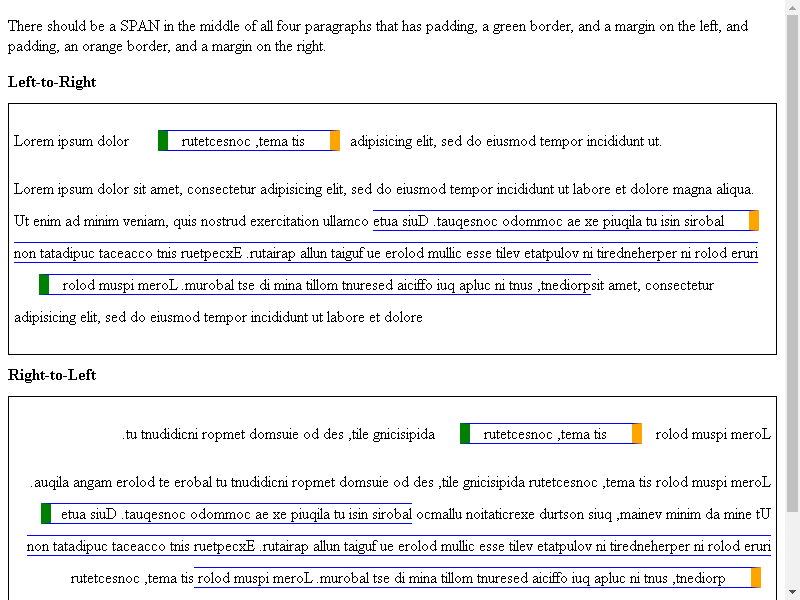 There should be a SPAN in the middle of all four paragraphs that has padding, a green border, and a margin on the left, and
padding, an orange border, and a margin on the right.
Left-to-Right
Lorem ipsum dolor rutetcesnoc ,tema tis adipisicing elit, sed do eiusmod tempor incididunt ut.
Lorem ipsum dolor sit amet, consectetur adipisicing elit, sed do eiusmod tempor incididunt ut labore et dolore magna aliqua.
Ut enim ad minim veniam, quis nostrud exercitation ullamco etua siuD .tauqesnoc odommoc ae xe piuqila tu isin sirobal
non tatadipuc taceacco tnis ruetpecxE .rutairap allun taiguf ue erolod mullic esse tilev etatpulov ni tiredneherper ni rolod eruri
rolod muspi meroL .murobal tse di mina tillom tnuresed aiciffo iuq apluc ni tnus ,tnediorpsit amet, consectetur
adipisicing elit, sed do eiusmod tempor incididunt ut labore et dolore
Right-to-Left
.tu tnudidicni ropmet domsuie od des ,tile gnicisipida rutetcesnoc ,tema tis rolod muspi meroL
.auqila angam erolod te erobal tu tnudidicni ropmet domsuie od des ,tile gnicisipida rutetcesnoc ,tema tis rolod muspi meroL
etua siuD .tauqesnoc odommoc ae xe piuqila tu isin sirobal ocmallu noitaticrexe durtson siuq ,mainev minim da mine tU
non tatadipuc taceacco tnis ruetpecxE .rutairap allun taiguf ue erolod mullic esse tilev etatpulov ni tiredneherper ni rolod eruri
rutetcesnoc ,tema tis rolod muspi meroL .murobal tse di mina tillom tnuresed aiciffo iuq apluc ni tnus ,tnediorp